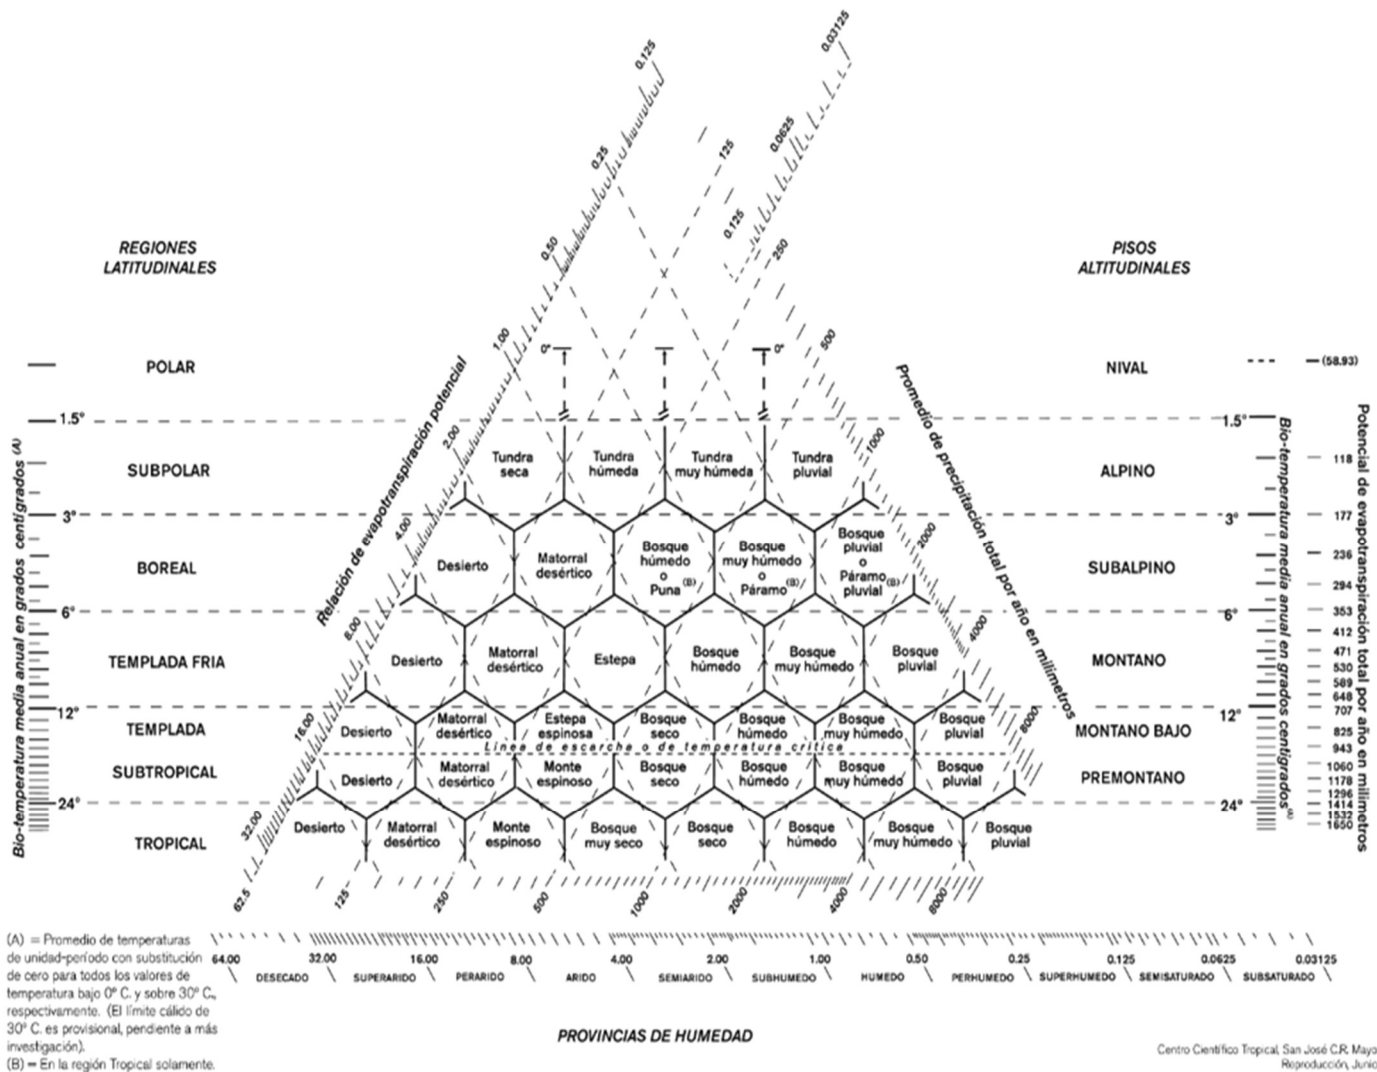 0.03125
0.125
0.0625
0.25
125
0.125
0.50
250
REGIONES
LATITUDINALES
PISOS
ALTITUDINALES
1.00
0°
0°
500
POLAR
NIVAL
(58.93)
Relación de evapotranspiración potencial
Promedio de precipitación total por año en milímetros
1.5°
1.5°
Bio-temperatura media anual en grados centígrados (A)
Bio-temperatura media anual en grados centígrados (A)
Potencial de evapotranspiración total por año en milímetros
2.00
1000
SUBPOLAR
Tundra
seca
Tundra
húmeda
Tundra
muy húmeda
Tundra
pluvial
ALPINO
118
3°
3°
177
4.00
2000
BOREAL
Desierto
Matorral
desértico
Bosque
húmedo
o
Puna (B)
Bosque
muy húmedo
o
Páramo (B)
Bosque
pluvial
o
Páramo (B)
pluvial
SUBALPINO
236
294
6°
6°
353
8.00
4000
412
TEMPLADA FRIA
Desierto
Matorral
desértico
Estepa
Bosque
húmedo
Bosque
muy húmedo
Bosque
pluvial
MONTANO
471
530
589
648
12°
12°
707
16.00
8000
TEMPLADA
Desierto
Matorral
desértico
Estepa
espinosa
Bosque
seco
Bosque
húmedo
Bosque
muy húmedo
Bosque
pluvial
MONTANO BAJO
825
Línea de escarcha o de temperatura crítica
943
SUBTROPICAL
Desierto
Matorral
desértico
Monte
espinoso
Bosque
seco
Bosque
húmedo
Bosque
muy húmedo
Bosque
pluvial
PREMONTANO
1060
1178
1296
24°
24°
1414
1532
1650
32.00
TROPICAL
Desierto
Matorral
desértico
Monte
espinoso
Bosque
muy seco
Bosque
seco
Bosque
húmedo
Bosque
muy húmedo
Bosque
pluvial
62.5
125
250
500
1000
2000
4000
8000
64.00 32.00 16.00 8.00 4.00 2.00 1.00 0.50 0.25 0.125 0.0625 0.03125
DESECADO SUPERARIDO PERARIDO ARIDO SEMIARIDO SUBHUMEDO HUMEDO PERHUMEDO SUPERHUMEDO SEMISATURADO SUBSATURADO
PROVINCIAS DE HUMEDAD
(A) = Promedio de temperaturas
de unidad-período con substitución
de cero para todos los valores de
temperatura bajo 0° C. y sobre 30° C.,
respectivamente. (El límite cálido de
30° C. es provisional, pendiente a más
investigación).
(B) = En la región Tropical solamente.
Centro Científico Tropical, San José C.R. Mayo
Reproducción, Junio